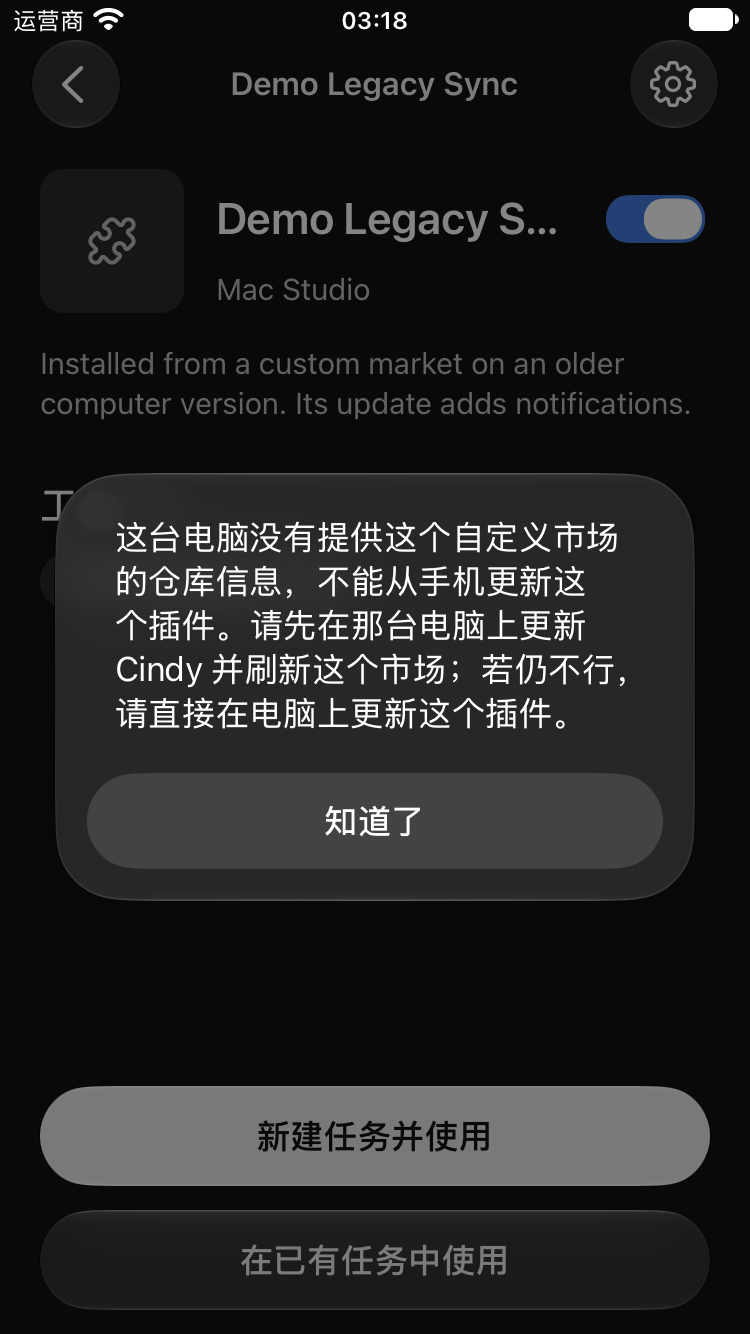 运营商
03:18
Demo Legacy Sync
Demo Legacy S...
Mac Studio
Installed from a custom market on an older
computer version. Its update adds notifications.
这台电脑没有提供这个自定义市场
的仓库信息，不能从手机更新这
个插件。请先在那台电脑上更新
Cindy 并刷新这个市场；若仍不行，
请直接在电脑上更新这个插件。
知道了
新建任务并使用
在已有任务中使用